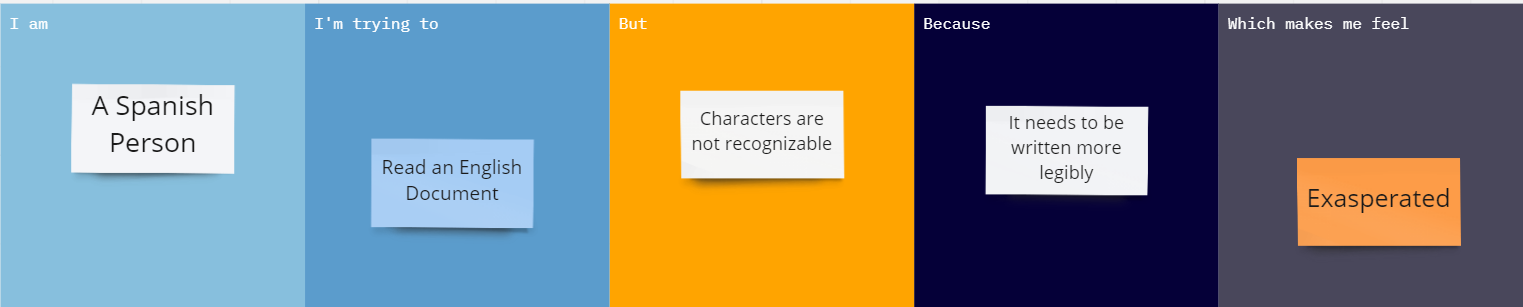 I am
A Spanish
Person
I'm trying to
Read an English
Document
But
Characters are
not recognizable
Because
It needs to be
written more
legibly
Which makes me feel
Exasperated